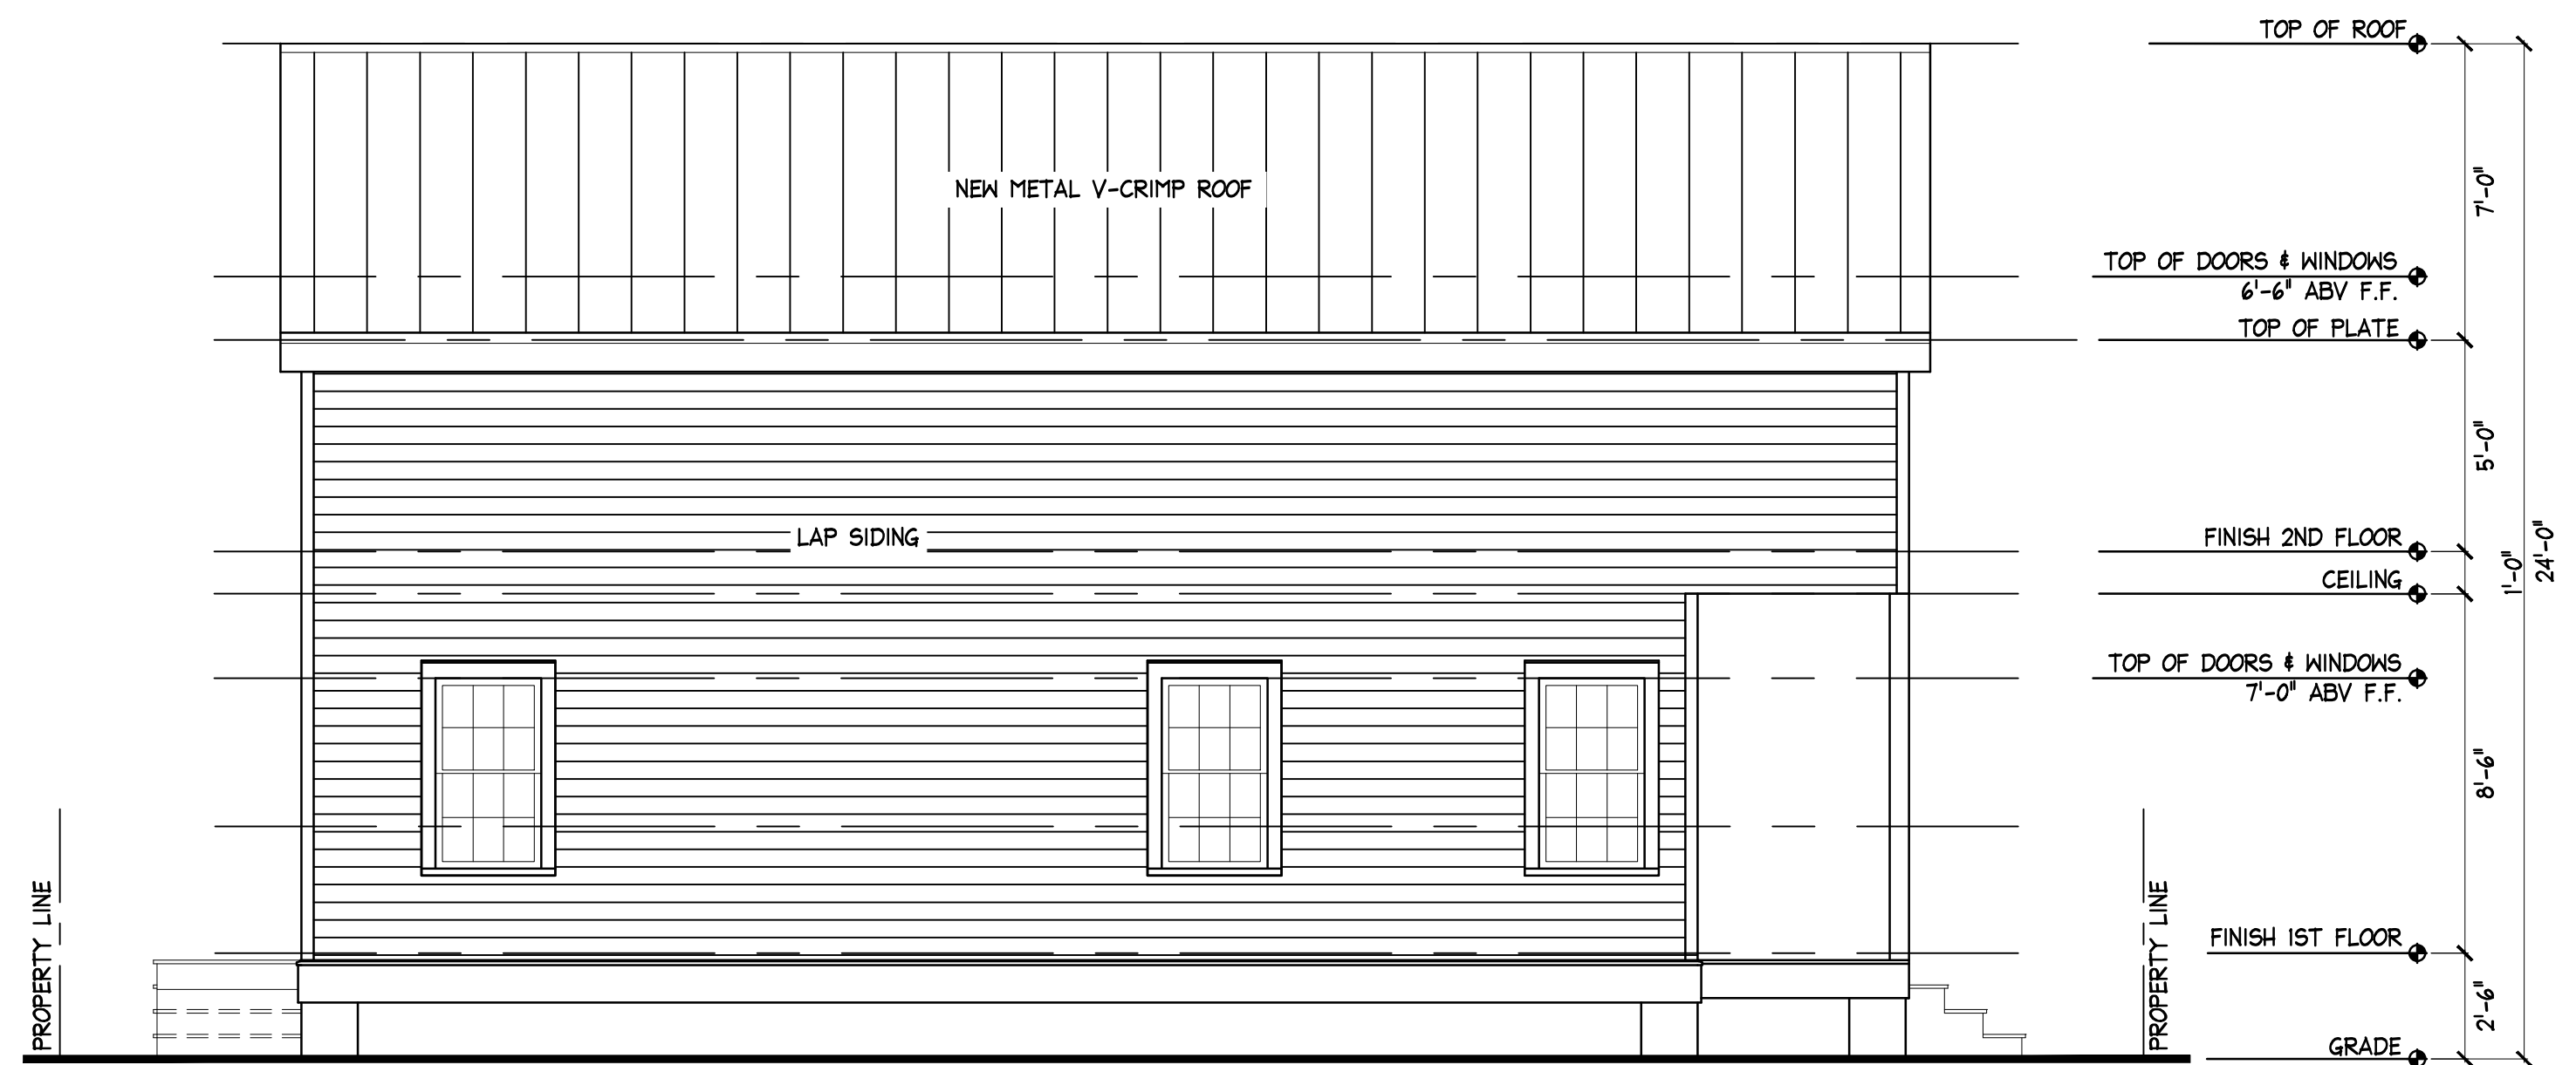 TOP OF ROOF
7'-0"
NEW METAL V-CRIMP ROOF
TOP OF DOORS & WINDOWS
6'-6" ABV F.F.
TOP OF PLATE
5'-0"
LAP SIDING
FINISH 2ND FLOOR
1'-0"
24'-0"
CEILING
TOP OF DOORS & WINDOWS
7'-0" ABV F.F.
8'-6"
PROPERTY LINE
PROPERTY LINE
FINISH 1ST FLOOR
2'-6"
GRADE